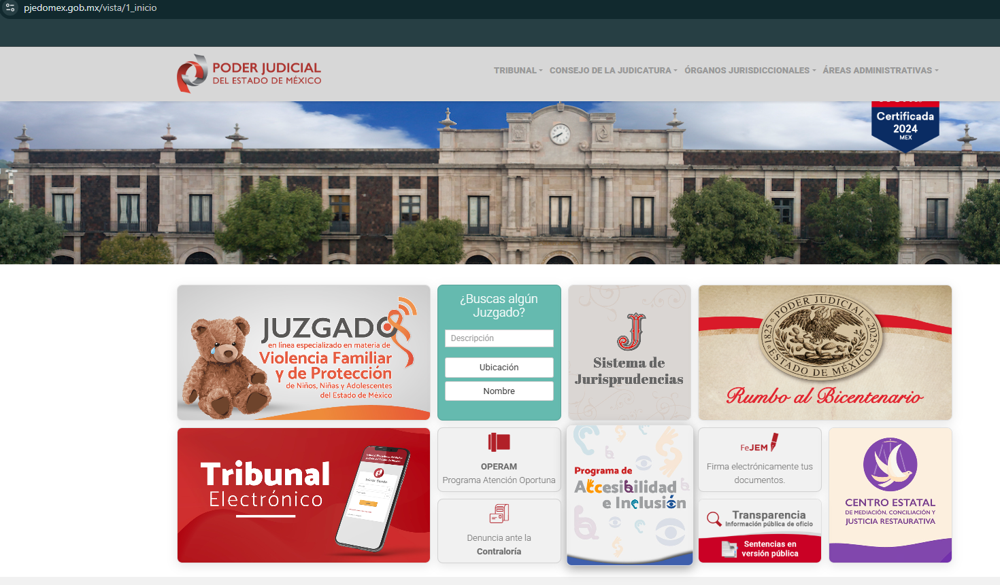 pjedomex.gob.mx/vista/1_inicio
PODER JUDICIAL
DEL ESTADO DE MÉXICO
TRIBUNAL
CONSEJO DE LA JUDICATURA
ÓRGANOS JURISDICCIONALES
ÁREAS ADMINISTRATIVAS
Certificada
2024
MEX
JUZGADO
en línea especializado en materia de
Violencia Familiar
y de Protección
de Niños, Niñas y Adolescentes
del Estado de México
¿Buscas algún
Juzgado?
Descripción
Ubicación
Nombre
J
Sistema de
Jurisprudencias
PODER JUDICIAL
1825
2025
ESTADO DE MÉXICO
Rumbo al Bicentenario
Tribunal
Electrónico
OPERAM
Programa Atención Oportuna
Denuncia ante la
Contraloría
Programa de
Accesibilidad
e Inclusión
FeJEM
Firma electrónicamente tus
documentos.
Transparencia
Información pública de oficio
Sentencias en
versión pública
CENTRO ESTATAL
DE MEDIACIÓN, CONCILIACIÓN Y
JUSTICIA RESTAURATIVA